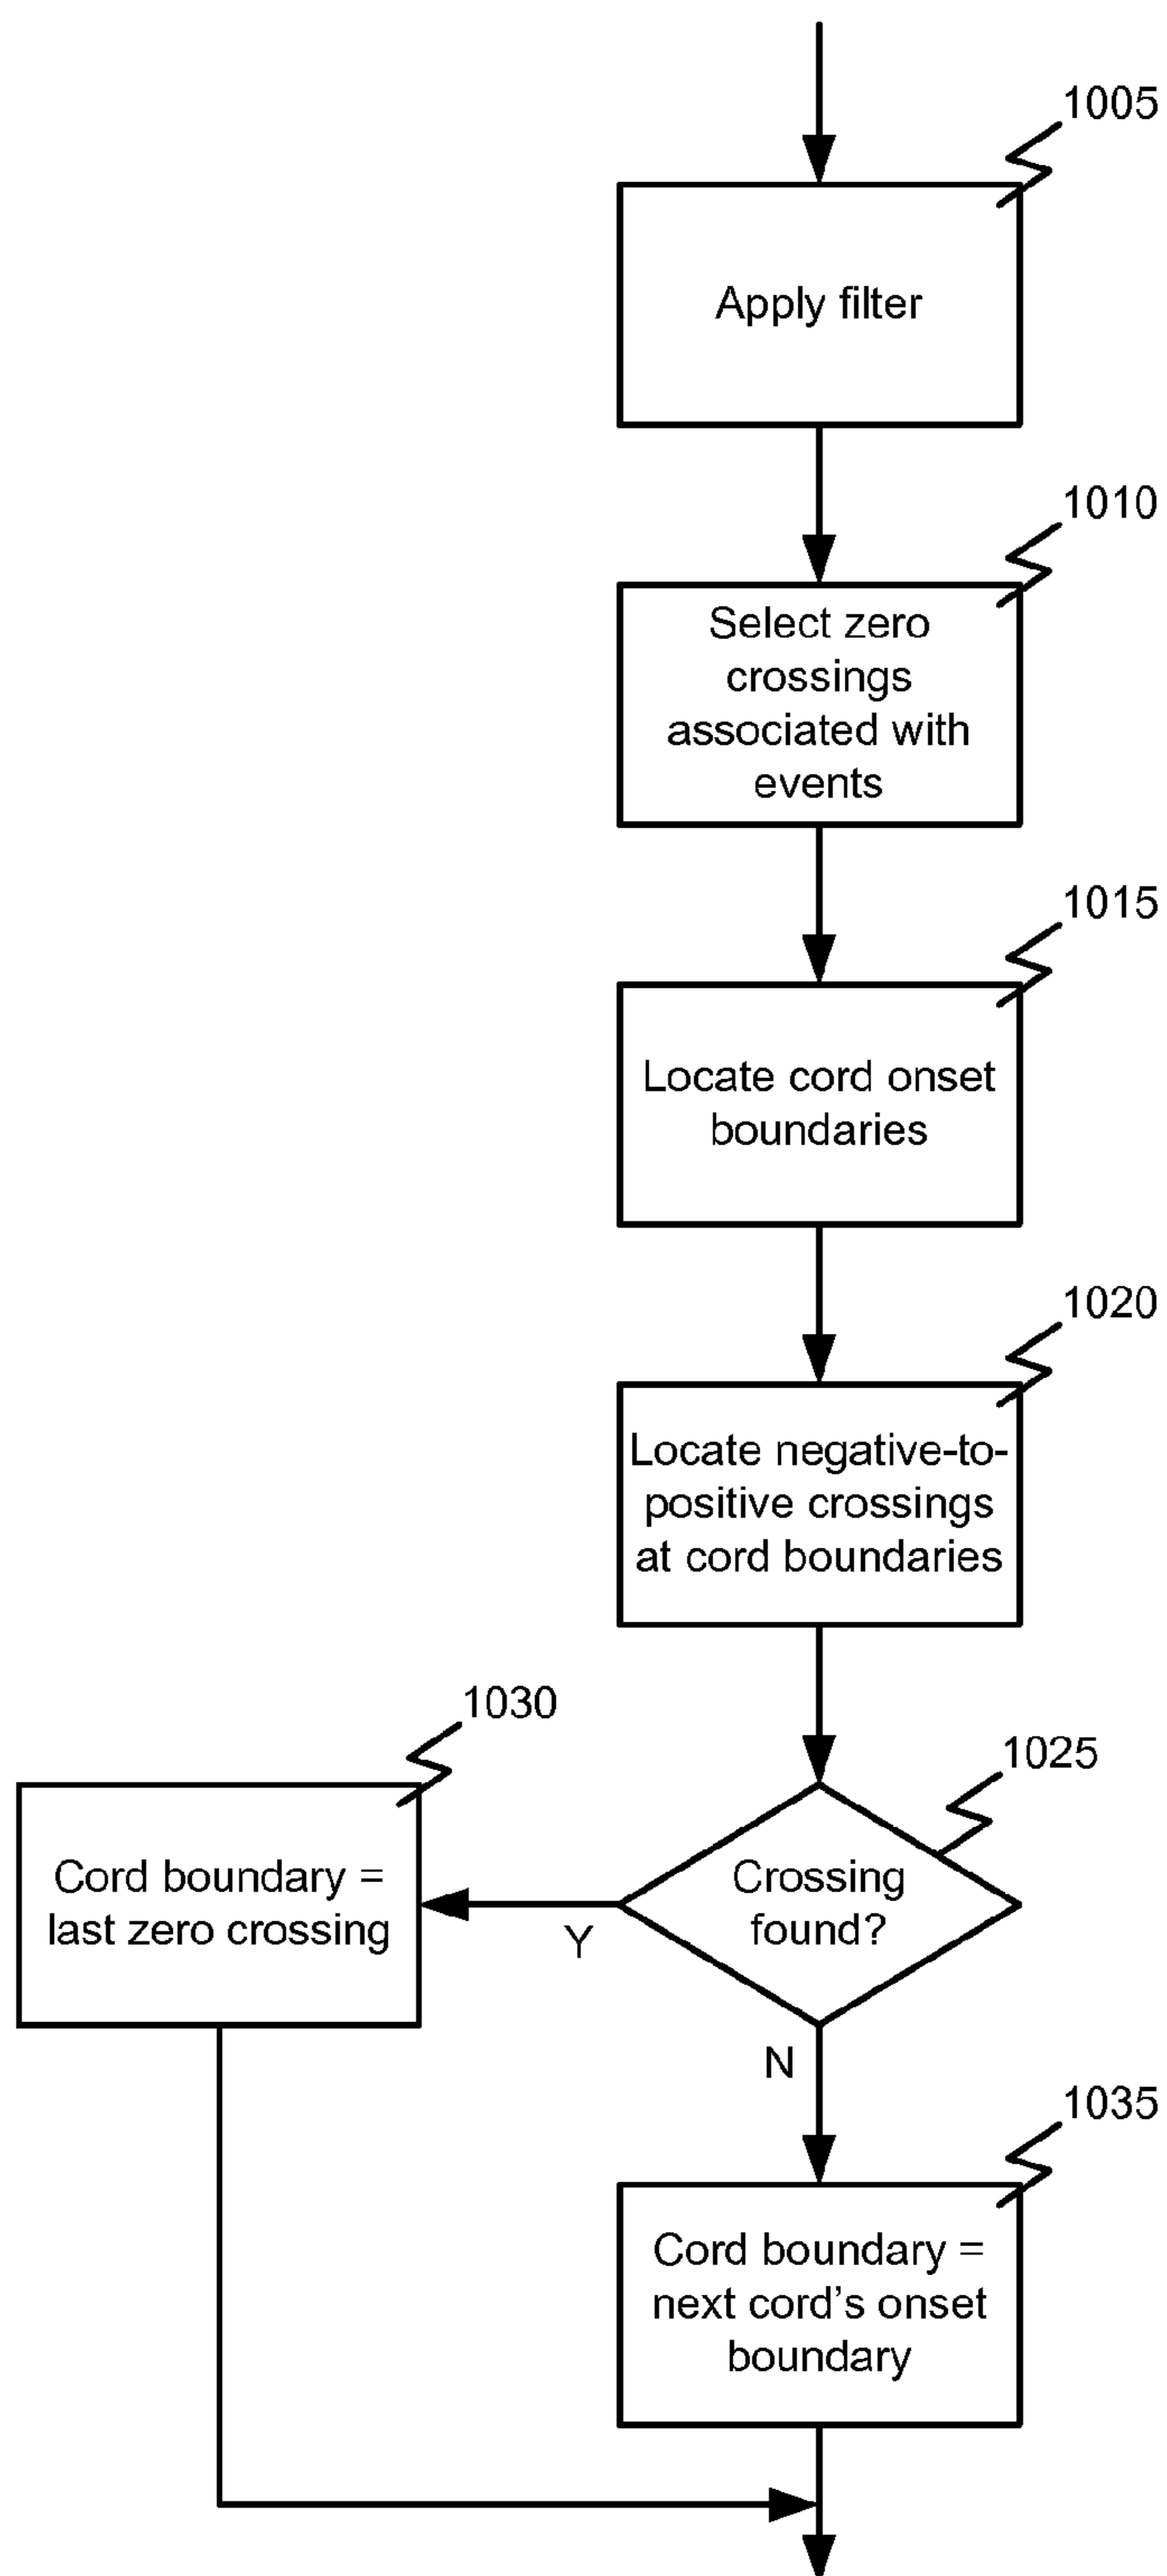 1005
Apply filter
1010
Select zero
crossings
associated with
events
1015
Locate cord onset
boundaries
1020
Locate negative-to-
positive crossings
at cord boundaries
1030
1025
Cord boundary =
last zero crossing
Crossing
found?
Y
N
1035
Cord boundary =
next cord's onset
boundary